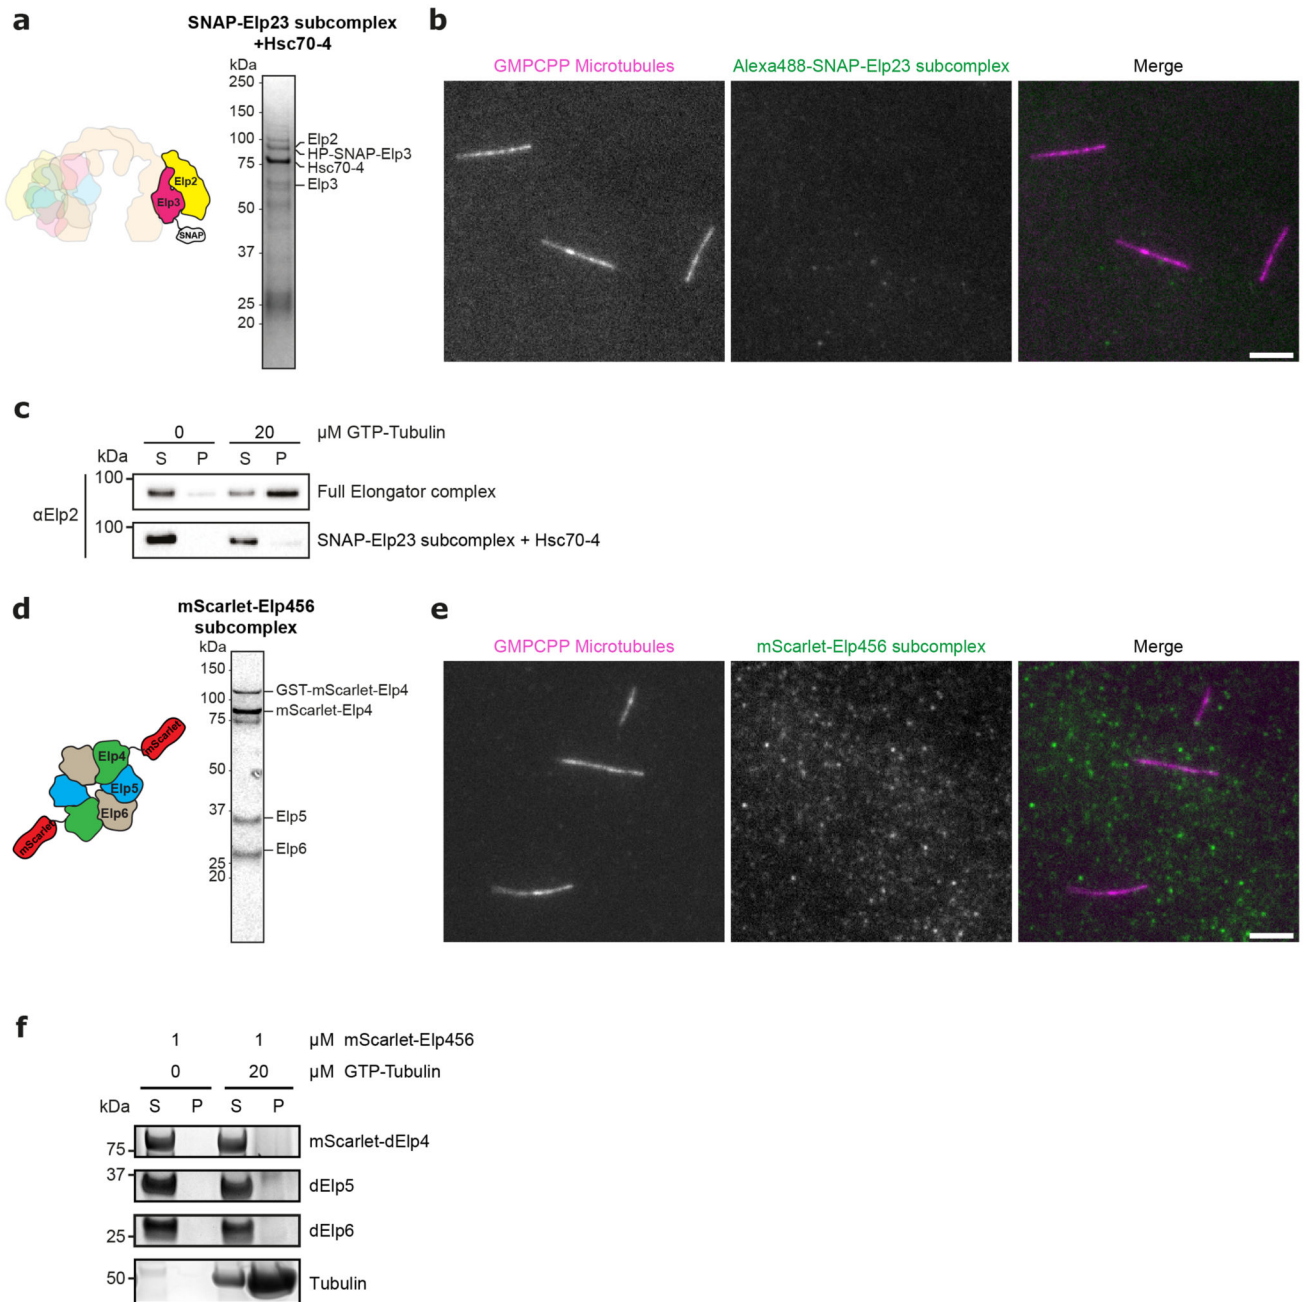 a
SNAP-Elp23 subcomplex
+Hsc70-4
kDa
250
150
100
75
50
37
25
20
Elp2
HP-SNAP-Elp3
Hsc70-4
Elp3
Elp2
Elp3
SNAP
b
GMPCPP Microtubules
Alexa488-SNAP-Elp23 subcomplex
Merge
c
0 20 µM GTP-Tubulin
kDa S P S P
αElp2
100 Full Elongator complex
100 SNAP-Elp23 subcomplex + Hsc70-4
d
mScarlet-Elp456
subcomplex
kDa
150
100
75
50
37
25
20
GST-mScarlet-Elp4
mScarlet-Elp4
Elp5
Elp6
mScarlet
Elp4
Elp5
Elp6
mScarlet
e
GMPCPP Microtubules
mScarlet-Elp456 subcomplex
Merge
f
1 1 µM mScarlet-Elp456
0 20 µM GTP-Tubulin
kDa S P S P
75 mScarlet-dElp4
37 dElp5
25 dElp6
50 Tubulin